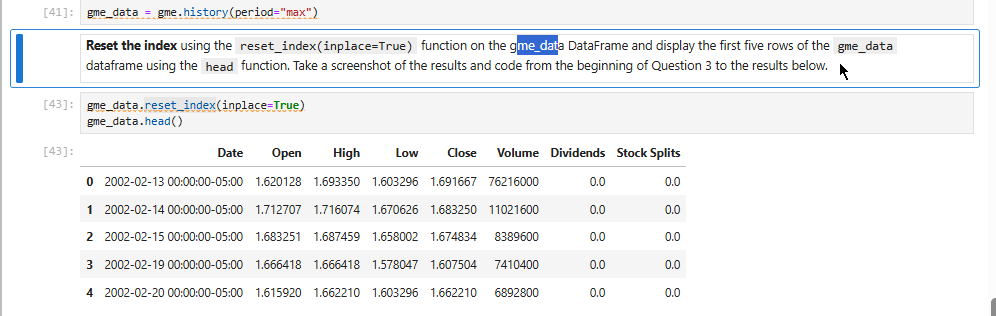 [41]: gme_data = gme.history(period="max")
Reset the index using the reset_index(inplace=True) function on the gme_data DataFrame and display the first five rows of the gme_data
dataframe using the head function. Take a screenshot of the results and code from the beginning of Question 3 to the results below.
[43]: gme_data.reset_index(inplace=True)
gme_data.head()
[43]: Date Open High Low Close Volume Dividends Stock Splits
0 2002-02-13 00:00:00-05:00 1.620128 1.693350 1.603296 1.691667 76216000 0.0 0.0
1 2002-02-14 00:00:00-05:00 1.712707 1.716074 1.670626 1.683250 11021600 0.0 0.0
2 2002-02-15 00:00:00-05:00 1.683251 1.687459 1.658002 1.674834 8389600 0.0 0.0
3 2002-02-19 00:00:00-05:00 1.666418 1.666418 1.578047 1.607504 7410400 0.0 0.0
4 2002-02-20 00:00:00-05:00 1.615920 1.662210 1.603296 1.662210 6892800 0.0 0.0